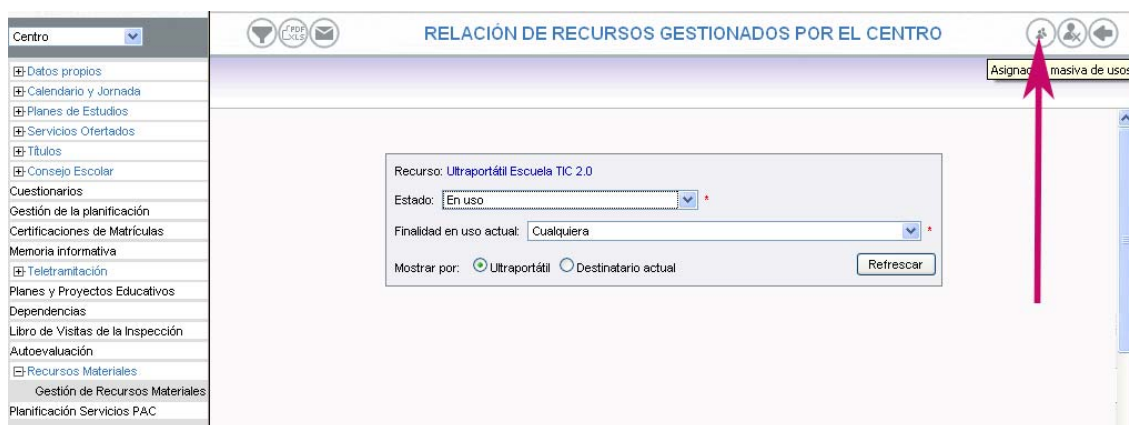 Centro
PDF
XLS
RELACIÓN DE RECURSOS GESTIONADOS POR EL CENTRO
Asignación masiva de usos
Datos propios
Calendario y Jornada
Planes de Estudios
Servicios Ofertados
Títulos
Consejo Escolar
Cuestionarios
Gestión de la planificación
Certificaciones de Matrículas
Memoria informativa
Teletramitación
Planes y Proyectos Educativos
Dependencias
Libro de Visitas de la Inspección
Autoevaluación
Recursos Materiales
Gestión de Recursos Materiales
Planificación Servicios PAC
Recurso: Ultraportátil Escuela TIC 2.0
Estado: En uso *
Finalidad en uso actual: Cualquiera *
Mostrar por: Ultraportátil Destinatario actual Refrescar